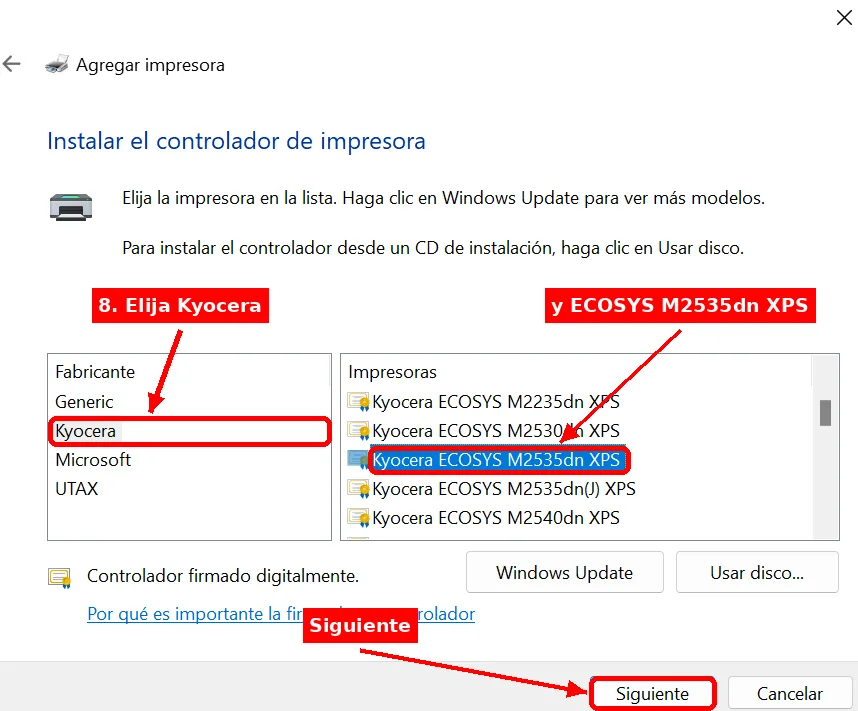 Agregar impresora
Instalar el controlador de impresora
Elija la impresora en la lista. Haga clic en Windows Update para ver más modelos.
Para instalar el controlador desde un CD de instalación, haga clic en Usar disco.
8. Elija Kyocera
y ECOSYS M2535dn XPS
Fabricante
Generic
Kyocera
Microsoft
UTAX
Impresoras
Kyocera ECOSYS M2235dn XPS
Kyocera ECOSYS M2530dn XPS
Kyocera ECOSYS M2535dn XPS
Kyocera ECOSYS M2535dn(J) XPS
Kyocera ECOSYS M2540dn XPS
Controlador firmado digitalmente.
Windows Update
Usar disco...
Por qué es importante la
Siguiente
Siguiente
Cancelar